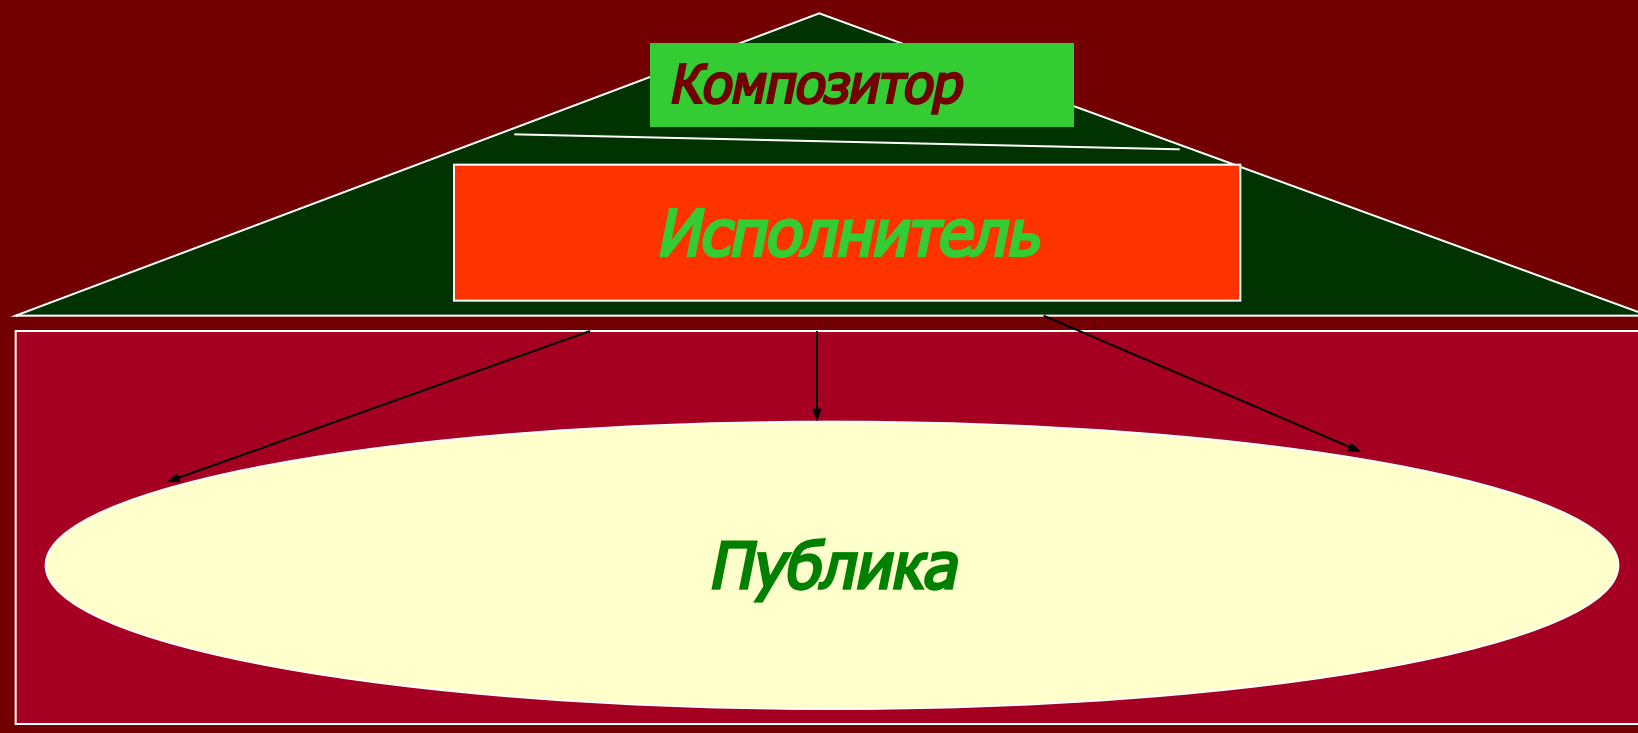 Композитор
Исполнитель
Публика